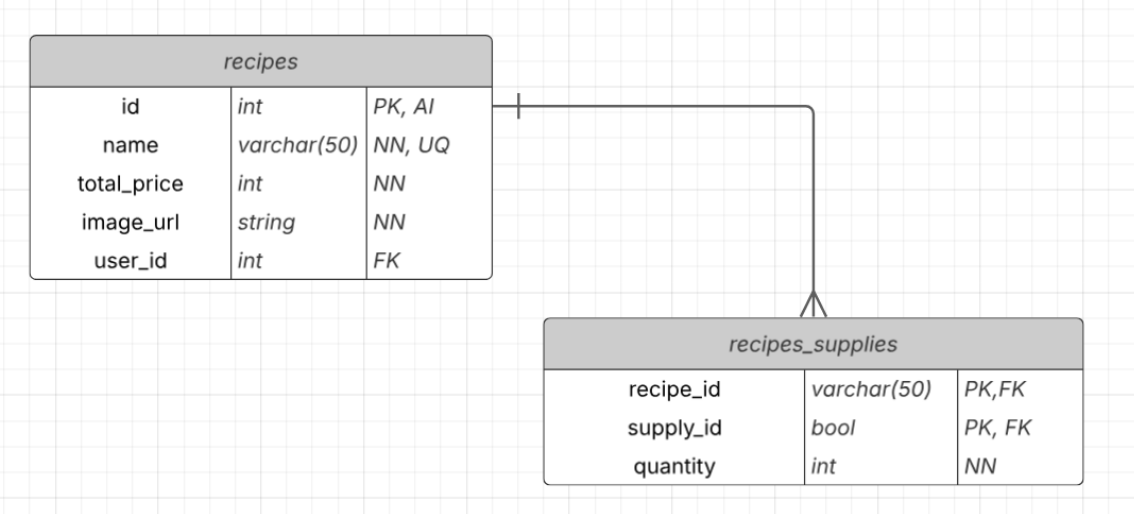 recipes
id int PK, AI
name varchar(50) NN, UQ
total_price int NN
image_url string NN
user_id int FK
recipes_supplies
recipe_id varchar(50) PK,FK
supply_id bool PK, FK
quantity int NN